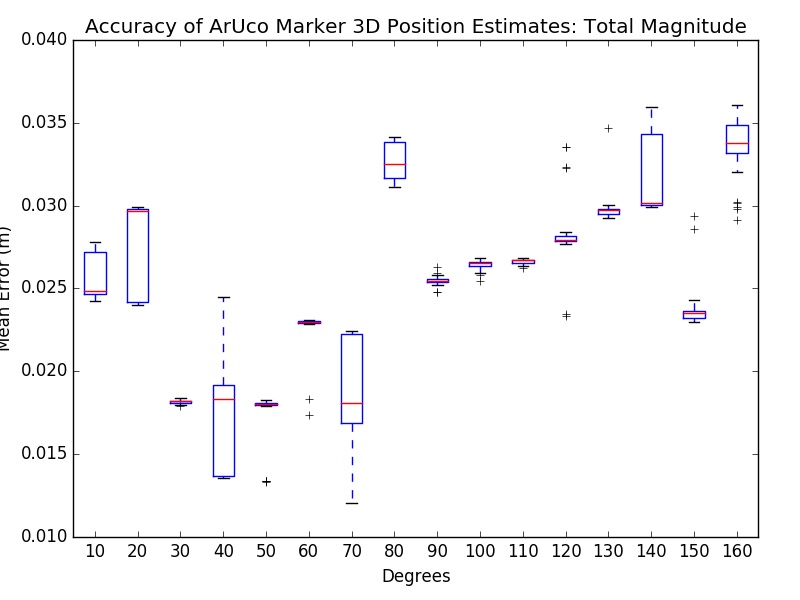 Accuracy of ArUco Marker 3D Position Estimates: Total Magnitude
0.040
0.035
0.030
0.025
0.020
0.015
0.010
Mean Error (m)
10 20 30 40 50 60 70 80 90 100 110 120 130 140 150 160
Degrees